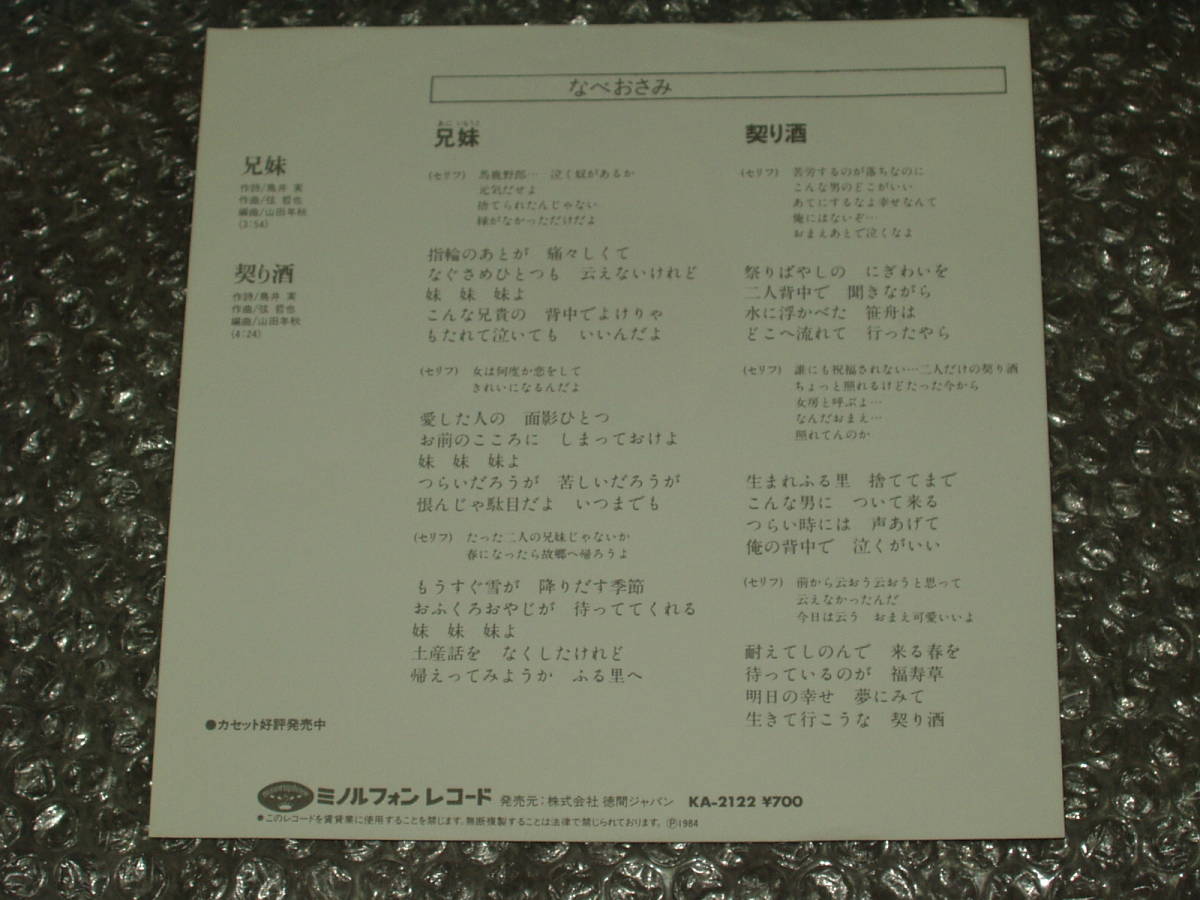 なべおさみ
兄妹
作詩/鳥井 実
作曲/弦 哲也
編曲/山田年秋
(3:54)
契り酒
作詩/鳥井 実
作曲/弦 哲也
編曲/山田年秋
(4:24)
あにいもうと
兄妹
(セリフ) 馬鹿野郎… 泣く奴があるか
元気だせよ
捨てられたんじゃない
縁がなかっただけだよ
指輪のあとが 痛々しくて
なぐさめひとつも 云えないけれど
妹 妹 妹よ
こんな兄貴の 背中でよけりゃ
もたれて泣いても いいんだよ
(セリフ) 女は何度か恋をして
きれいになるんだよ
愛した人の 面影ひとつ
お前のこころに しまっておけよ
妹 妹 妹よ
つらいだろうが 苦しいだろうが
恨んじゃ駄目だよ いつまでも
(セリフ) たった二人の兄妹じゃないか
春になったら故郷へ帰ろうよ
もうすぐ雪が 降りだす季節
おふくろおやじが 待っててくれる
妹 妹 妹よ
土産話を なくしたけれど
帰えってみようか ふる里へ
契り酒
(セリフ) 苦労するのが落ちなのに
こんな男のどこがいい
あてにするなよ幸せなんて
俺にはないぞ…
おまえあとで泣くなよ
祭りばやしの にぎわいを
二人背中で 聞きながら
水に浮かべた 笹舟は
どこへ流れて 行ったやら
(セリフ) 誰にも祝福されない…二人だけの契り酒
ちょっと照れるけどたった今から
女房と呼ぶよ…
なんだおまえ…
照れてんのか
生まれふる里 捨ててまで
こんな男に ついて来る
つらい時には 声あげて
俺の背中で 泣くがいい
(セリフ) 前から云おう云おうと思って
云えなかったんだ
今日は云う おまえ可愛いいよ
耐えてしのんで 来る春を
待っているのが 福寿草
明日の幸せ 夢にみて
生きて行こうな 契り酒
●カセット好評発売中
ミノルフォンレコード 発売元:株式会社 徳間ジャパン KA-2122 ¥700
●このレコードを賃貸業に使用することを禁じます。無断複製することは法律で禁じられております。Ⓟ1984